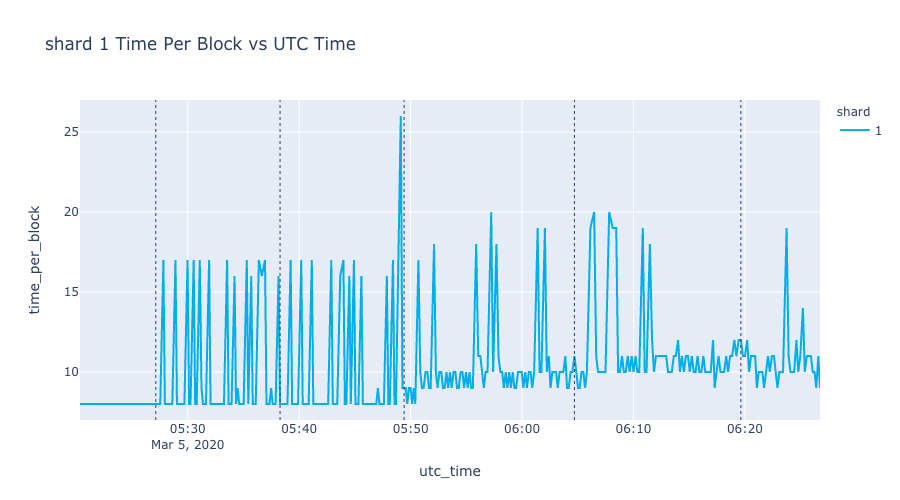 shard 1 Time Per Block vs UTC Time
shard
1
25
20
15
10
time_per_block
05:30
05:40
05:50
06:00
06:10
06:20
Mar 5, 2020
utc_time